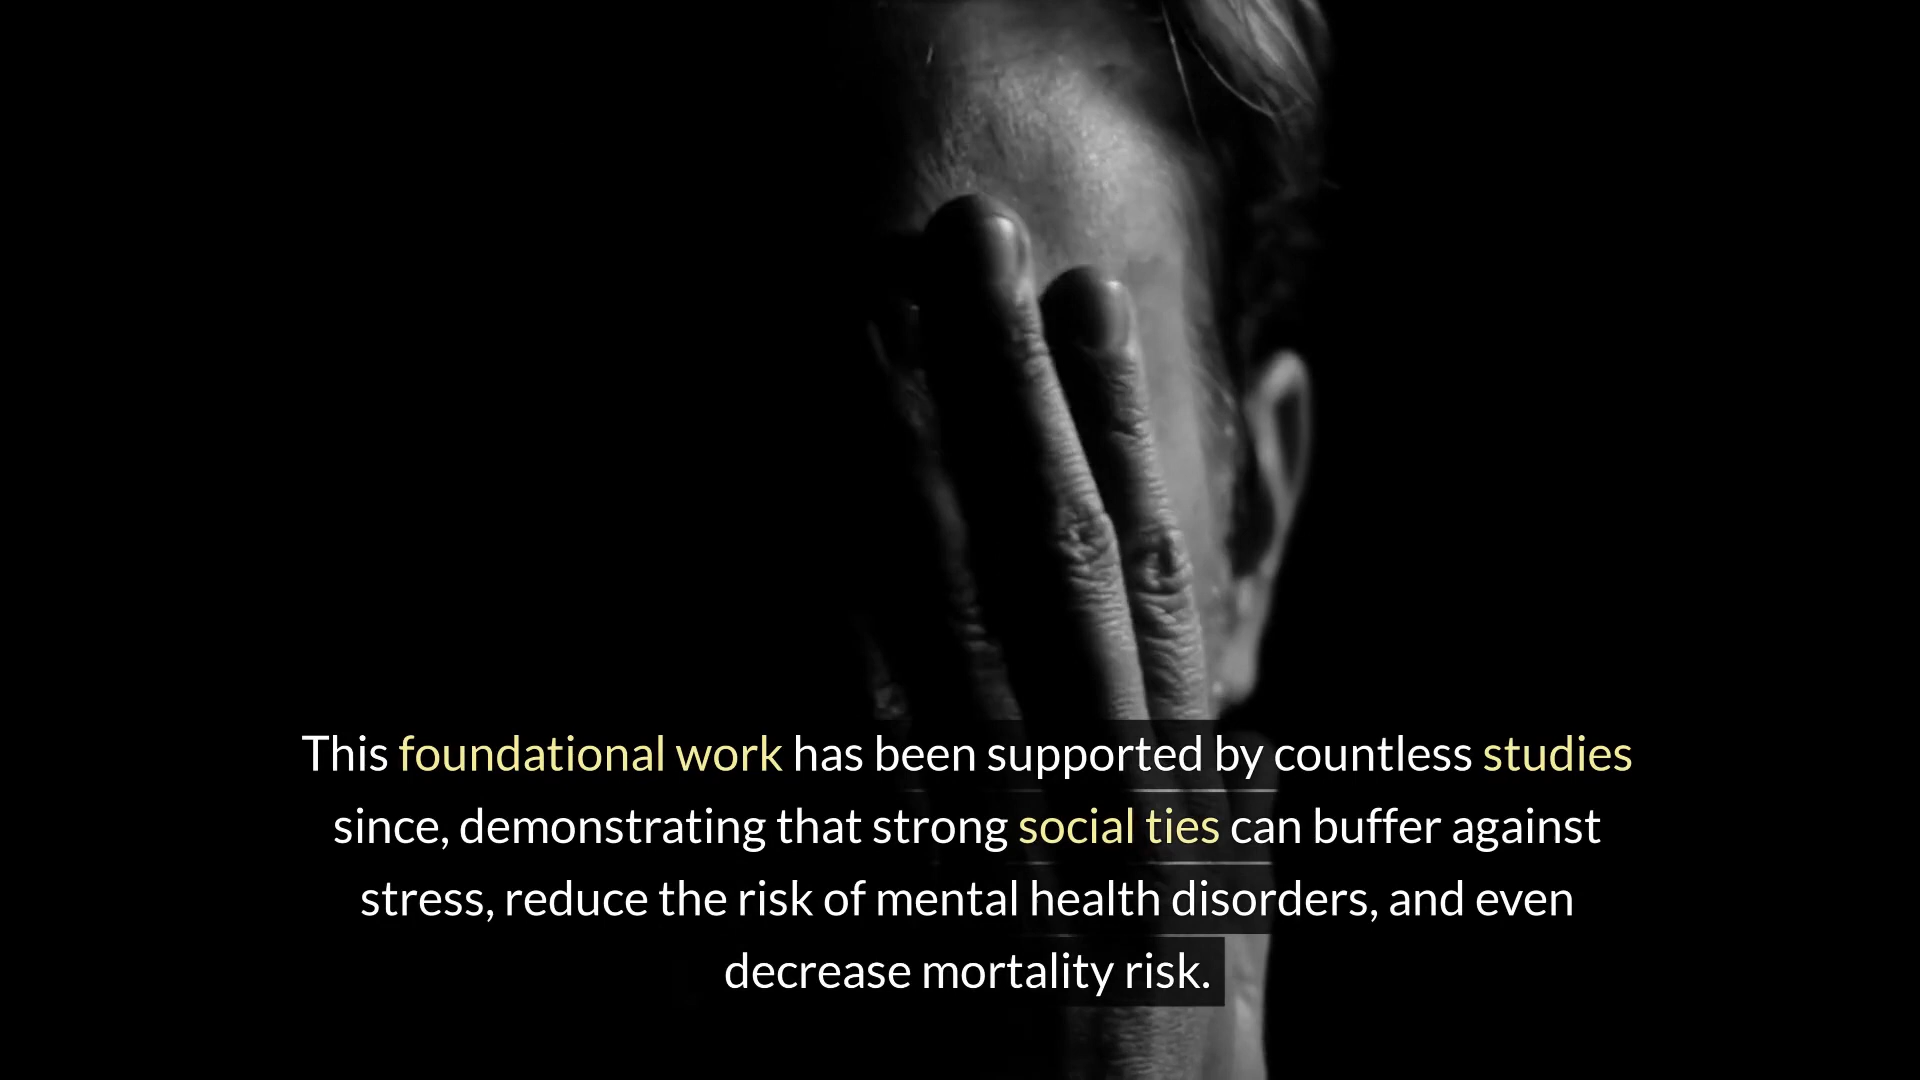 This foundational work has been supported by countless studies
since, demonstrating that strong social ties can buffer against
stress, reduce the risk of mental health disorders, and even
decrease mortality risk.